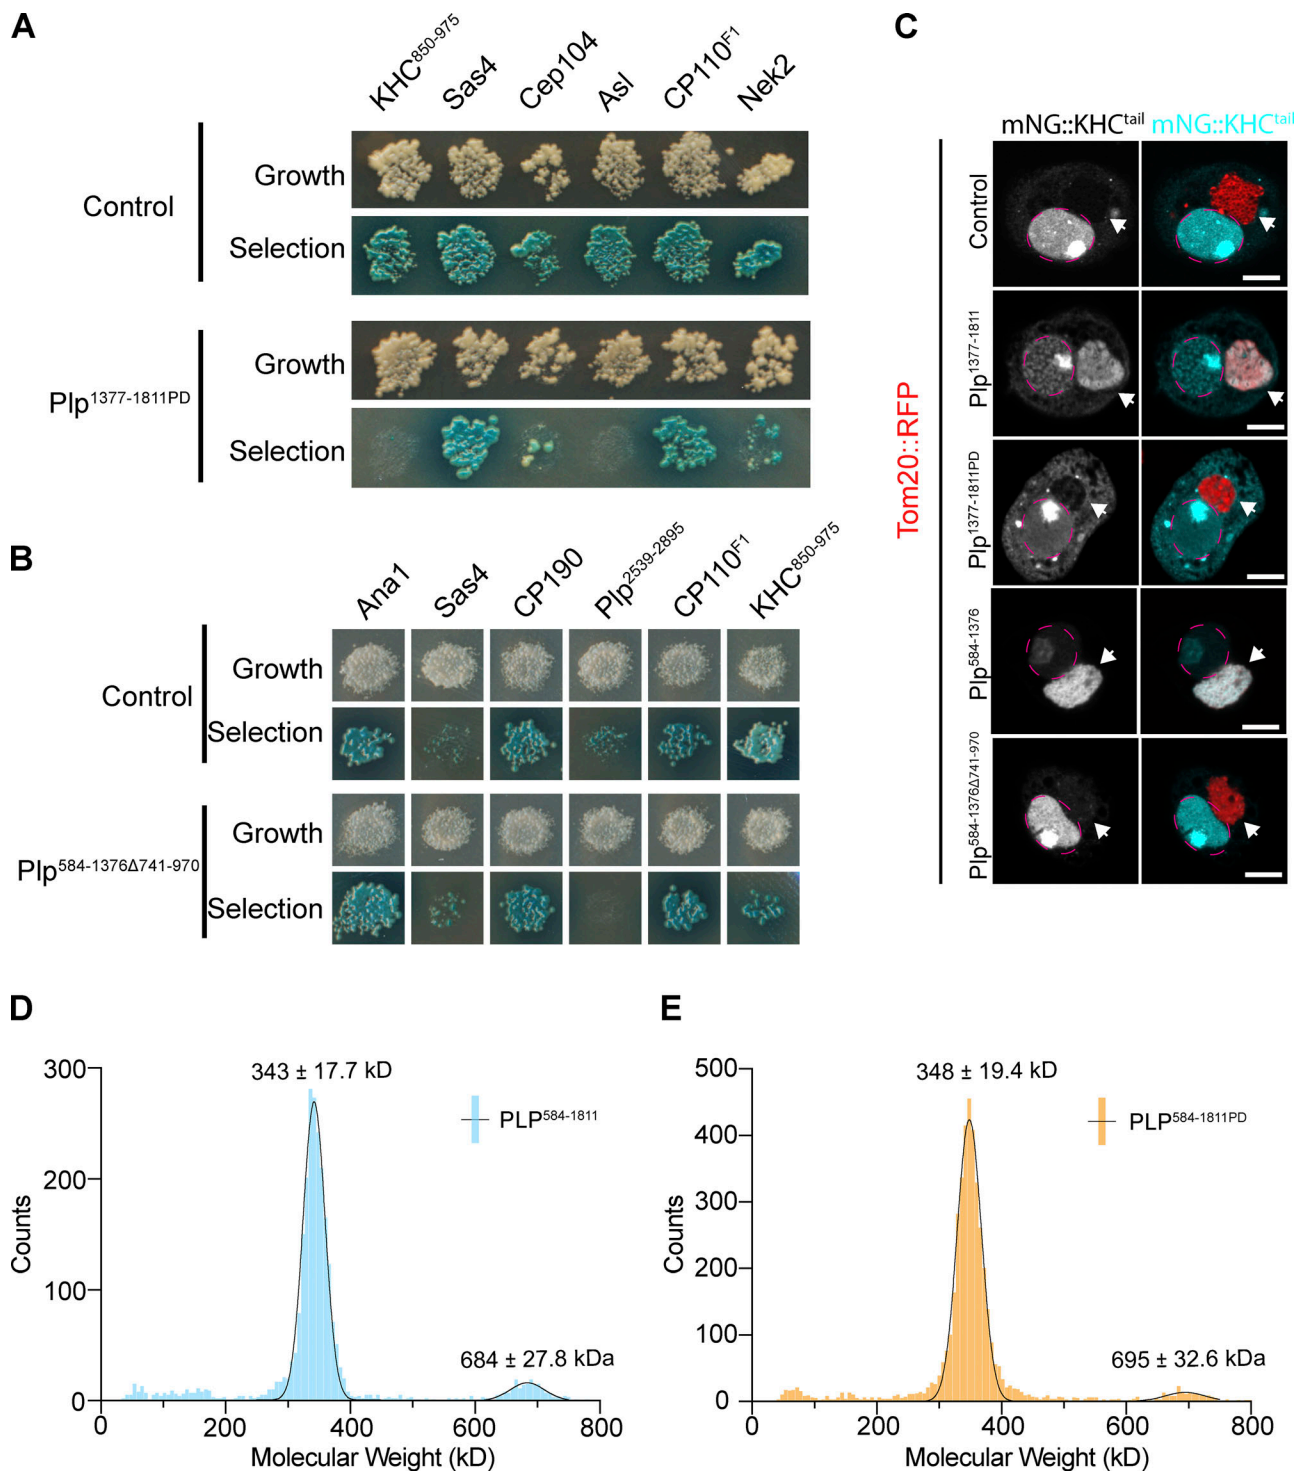 A
KHC850-975
Sas4
Cep104
Asl
CP110F1
Nek2
Control
Growth
Selection
Plp1377-1811PD
Growth
Selection
B
Ana1
Sas4
CP190
Plp2539-2895
CP110F1
KHC850-975
Control
Growth
Selection
Plp584-1376Δ741-970
Growth
Selection
C
mNG::KHCtail mNG::KHCtail
Tom20::RFP
Control
Plp1377-1811
Plp1377-1811PD
Plp584-1376
Plp584-1376Δ741-970
D
343 ± 17.7 kD
PLP584-1811
684 ± 27.8 kDa
Counts
300
200
100
0
0 200 400 600 800
Molecular Weight (kD)
E
348 ± 19.4 kD
PLP584-1811PD
695 ± 32.6 kDa
Counts
500
400
300
200
100
0
0 200 400 600 800
Molecular Weight (kD)